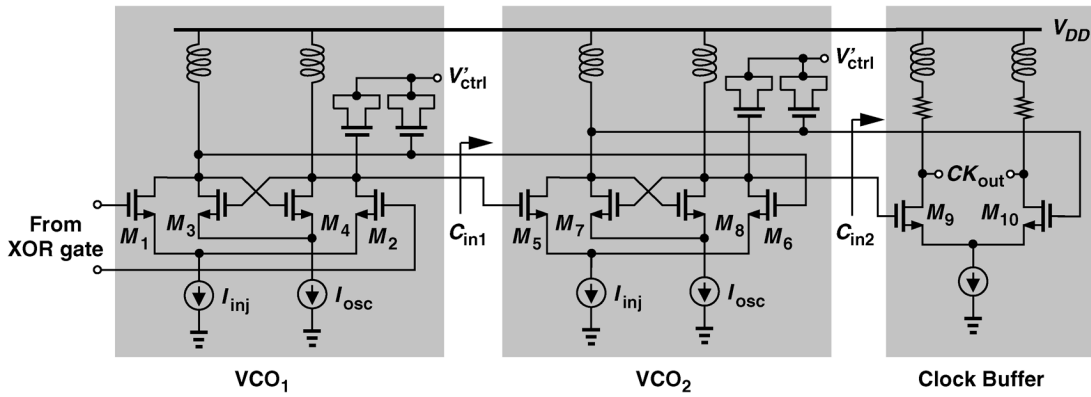 V_DD
V'_ctrl
V'_ctrl
From
XOR gate
M_1
M_3
M_4
M_2
C_in1
M_5
M_7
M_8
M_6
C_in2
CK_out
M_9
M_10
I_inj
I_osc
I_inj
I_osc
VCO_1
VCO_2
Clock Buffer